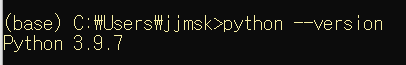 (base) C:₩Users₩jjmsk>python --version
Python 3.9.7